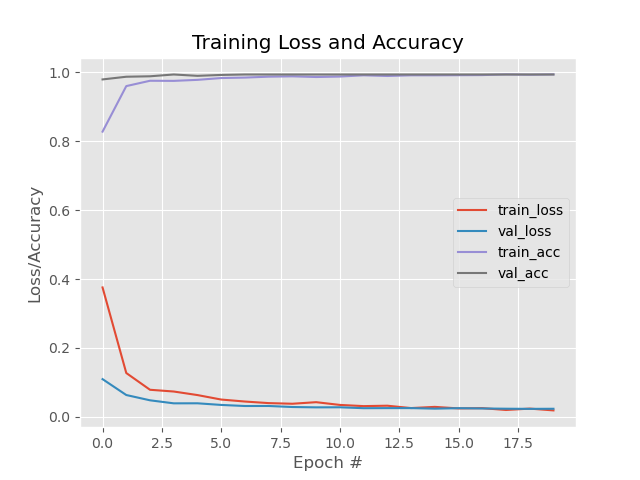 Training Loss and Accuracy
Loss/Accuracy
1.0
0.8
0.6
0.4
0.2
0.0
train_loss
val_loss
train_acc
val_acc
0.0 2.5 5.0 7.5 10.0 12.5 15.0 17.5
Epoch #